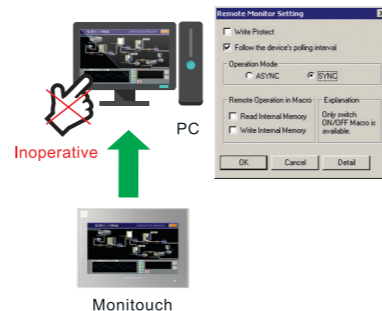 Remote Monitor Setting
Write Protect
Follow the device's polling
interval
Operation Mode
ASYNC
SYNC
Remote Operation in Macro
Read Internal Memory
Write Internal Memory
Explanation
Only switch
ON/OFF Macro is
available.
OK
Cancel
Detail
PC
Inoperative
Monitouch